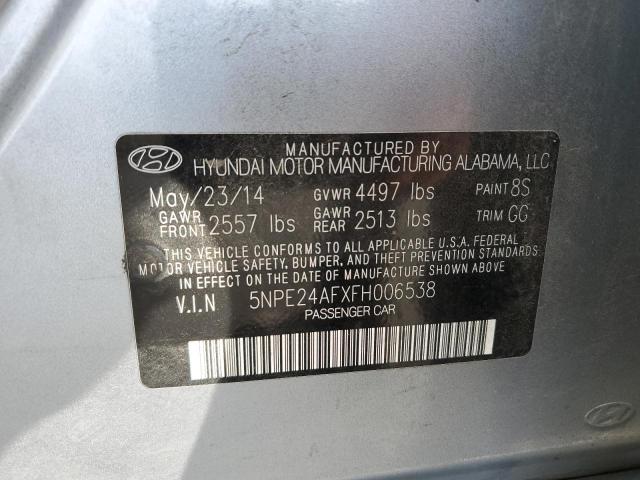 MANUFACTURED BY
HYUNDAI MOTOR MANUFACTURING ALABAMA, LLC
May/23/14 GVWR 4497 lbs PAINT 8S
GAWR FRONT 2557 lbs GAWR REAR 2513 lbs TRIM GG
THIS VEHICLE CONFORMS TO ALL APPLICABLE U.S.A. FEDERAL
MOTOR VEHICLE SAFETY, BUMPER, AND THEFT PREVENTION STANDARDS
IN EFFECT ON THE DATE OF MANUFACTURE SHOWN ABOVE.
V.I.N 5NPE24AFXFH006538
PASSENGER CAR